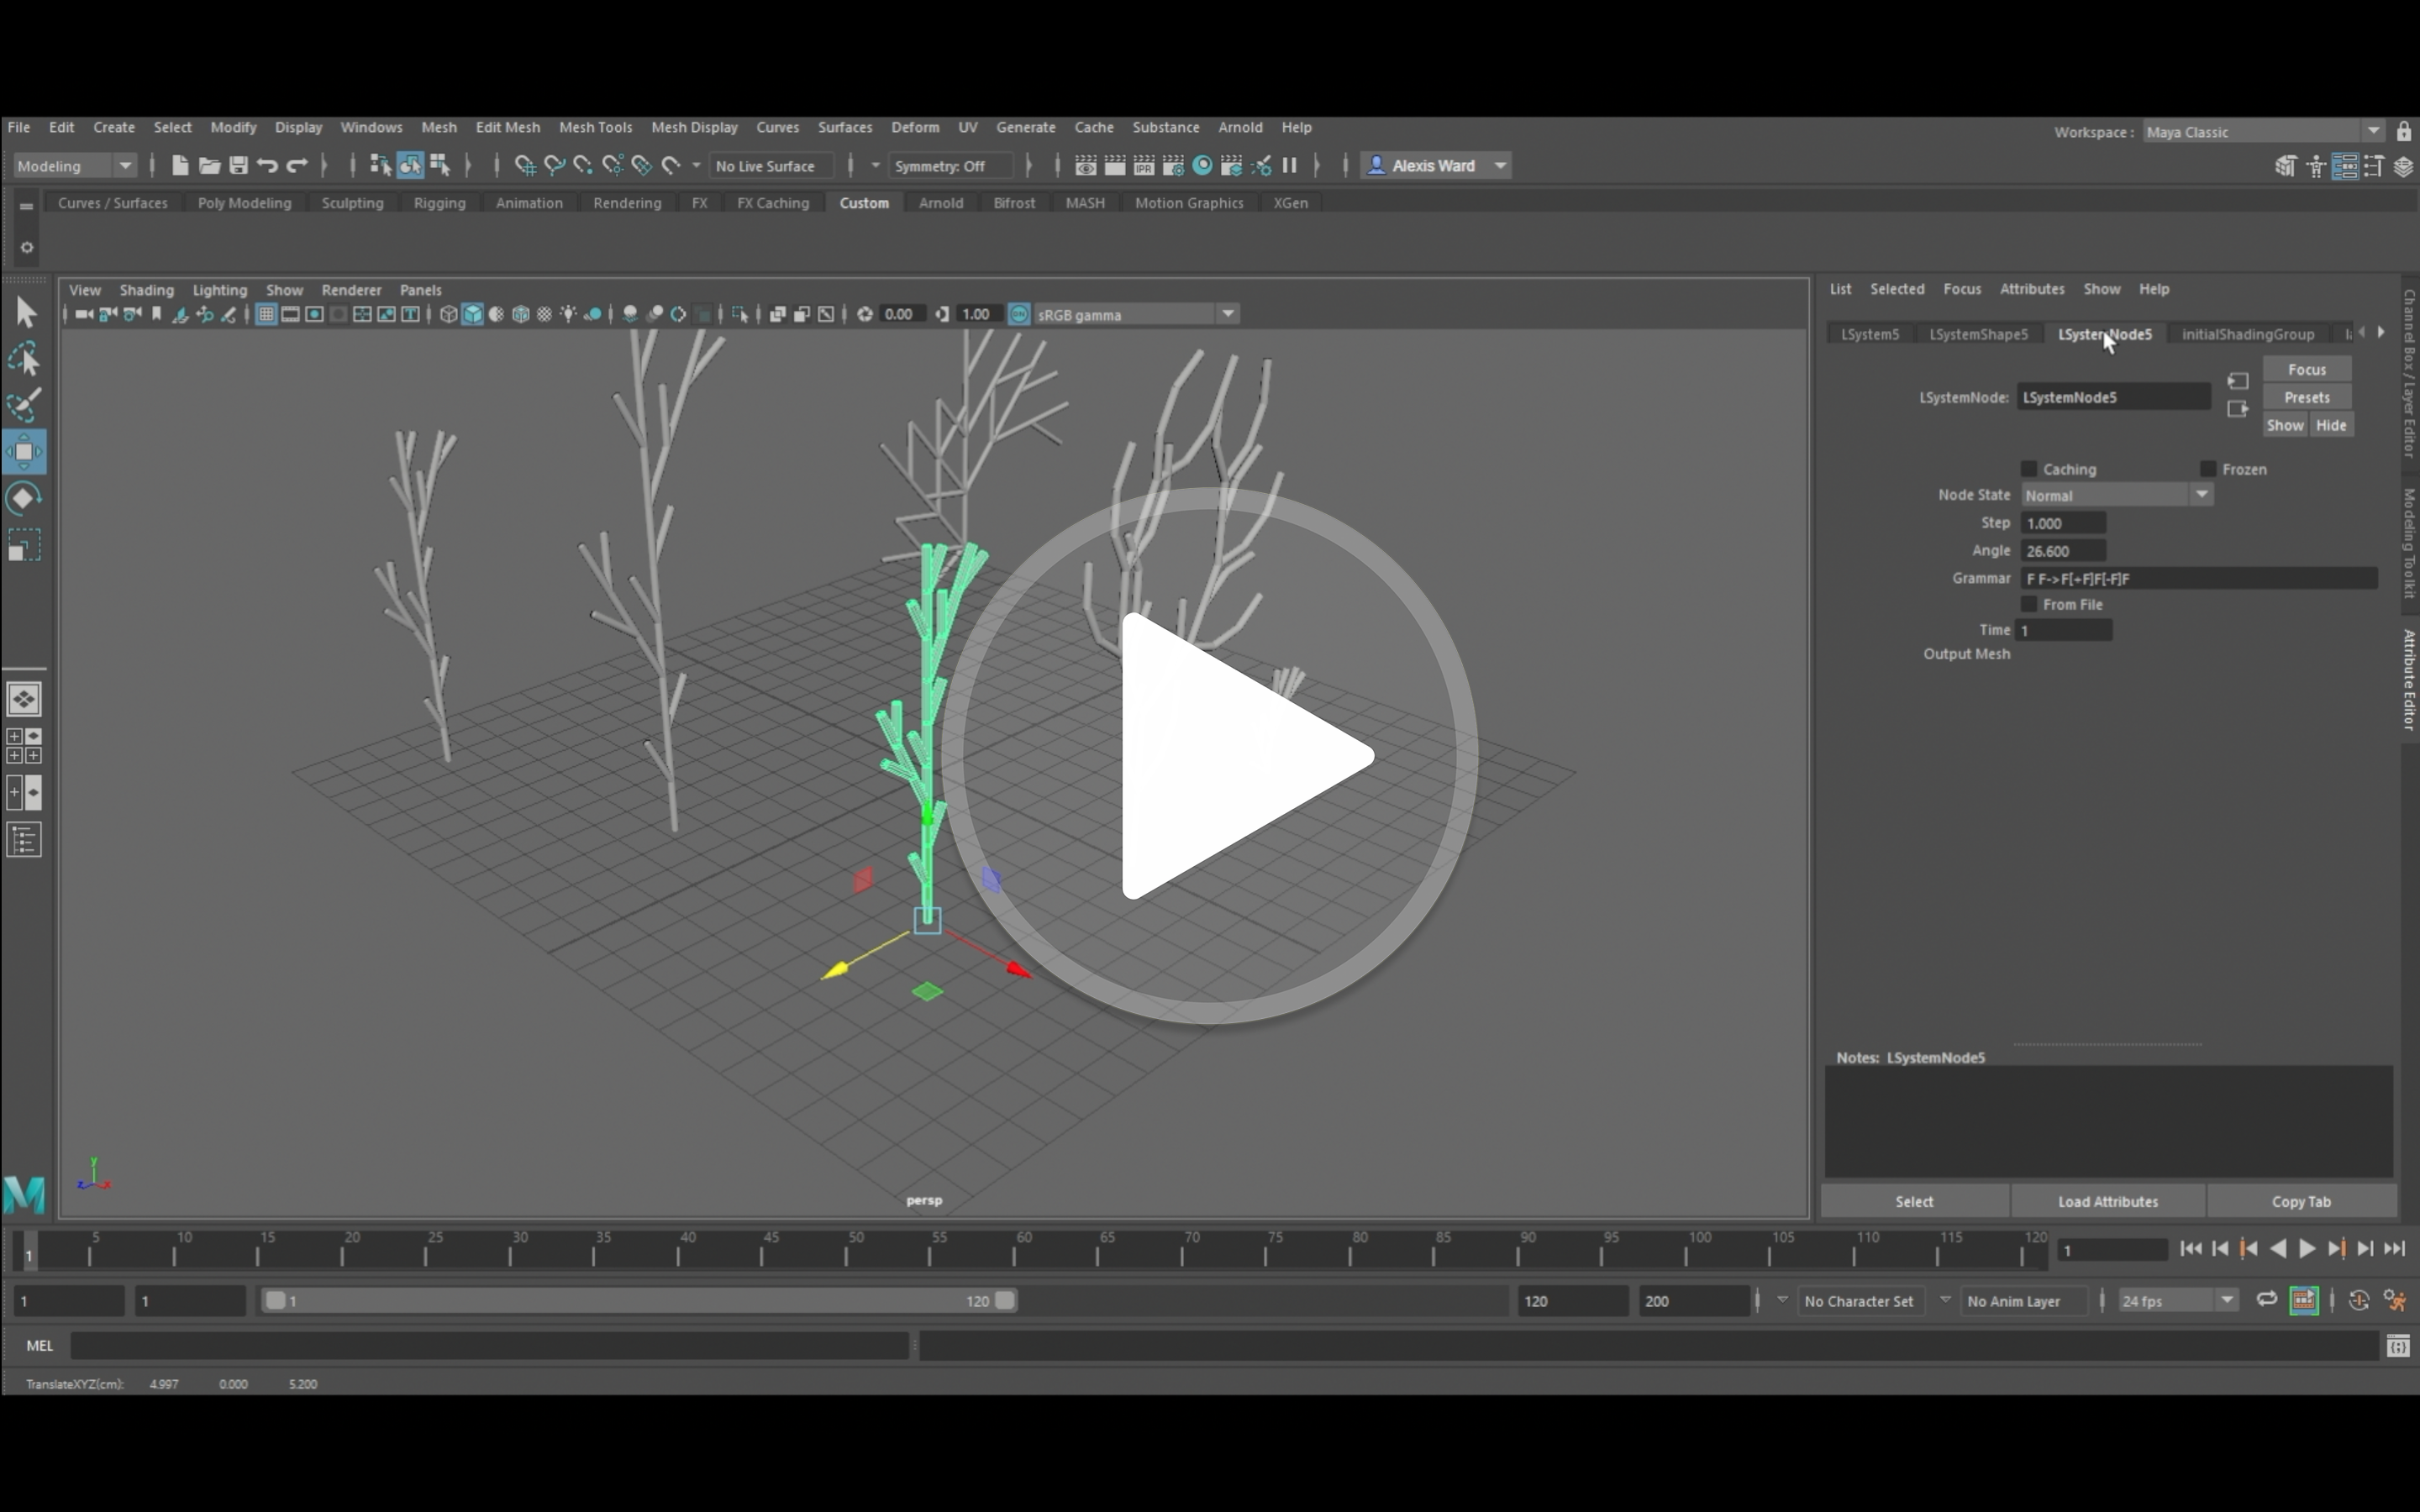 File Edit Create Select Modify Display Windows Mesh Edit Mesh Mesh Tools Mesh Display Curves Surfaces Deform UV Generate Cache Substance Arnold Help
Workspace : Maya Classic
Modeling No Live Surface Symmetry: Off IPR Alexis Ward
Curves / Surfaces Poly Modeling Sculpting Rigging Animation Rendering FX FX Caching Custom Arnold Bifrost MASH Motion Graphics XGen
View Shading Lighting Show Renderer Panels
0.00 1.00 ON sRGB gamma
persp
y
z x
List Selected Focus Attributes Show Help
LSystem5 LSystemShape5 LSystemNode5 initialShadingGroup
Focus
LSystemNode: LSystemNode5 Presets
Show Hide
Caching Frozen
Node State Normal
Step 1.000
Angle 26.600
Grammar F F->F[+F]F[-F]F
From File
Time 1
Output Mesh
Notes: LSystemNode5
Select Load Attributes Copy Tab
Channel Box / Layer Editor
Modeling Toolkit
Attribute Editor
1 5 10 15 20 25 30 35 40 45 50 55 60 65 70 75 80 85 90 95 100 105 110 115 120 1
1 1 1 120 120 200 No Character Set No Anim Layer 24 fps
MEL
TranslateXYZ(cm): 4.997 0.000 5.200